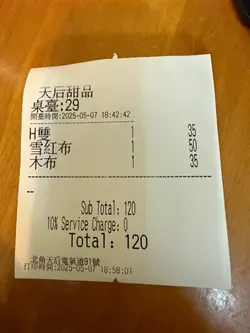 天后甜品
桌臺:29
開臺時間:2025-05-07 18:42:42
H雙 1 35
雪紅布 1 50
木布 1 35
--
Sub Total: 120
10% Service Charge: 0
Total: 120
北角天后電氣道91號
打印時間:2025-05-07 18:58:01